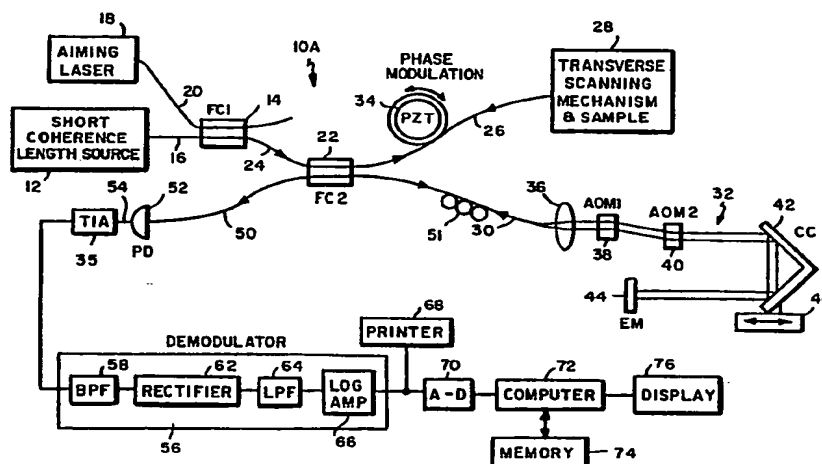 18
AIMING
LASER
20
10A
FC1
14
PHASE
MODULATION
34
PZT
26
28
TRANSVERSE
SCANNING
MECHANISM
& SAMPLE
SHORT
COHERENCE
LENGTH SOURCE
12
16
24
22
FC2
54
52
TIA
35
PD
50
51
30
36
AOM1
38
AOM2
40
32
42
CC
44
EM
4
68
PRINTER
DEMODULATOR
58
BPF
62
RECTIFIER
64
LPF
LOG
AMP
66
56
70
A-D
72
COMPUTER
76
DISPLAY
MEMORY
74